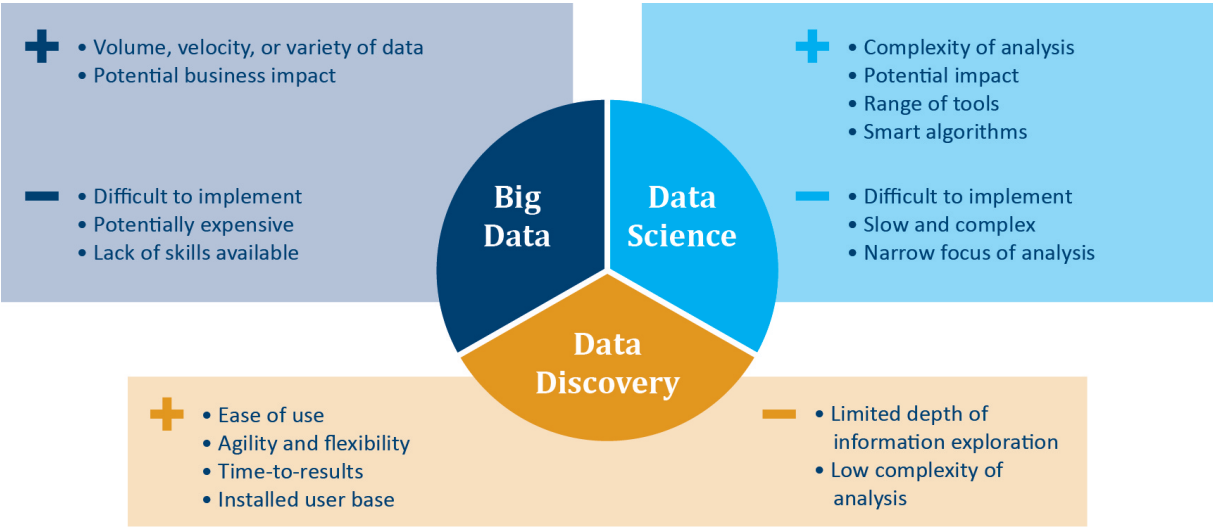 +
• Volume, velocity, or variety of data
• Potential business impact
−
• Difficult to implement
• Potentially expensive
• Lack of skills available
Big
Data
+
• Complexity of analysis
• Potential impact
• Range of tools
• Smart algorithms
−
• Difficult to implement
• Slow and complex
• Narrow focus of analysis
Data
Science
Data
Discovery
+
• Ease of use
• Agility and flexibility
• Time-to-results
• Installed user base
−
• Limited depth of
information exploration
• Low complexity of
analysis